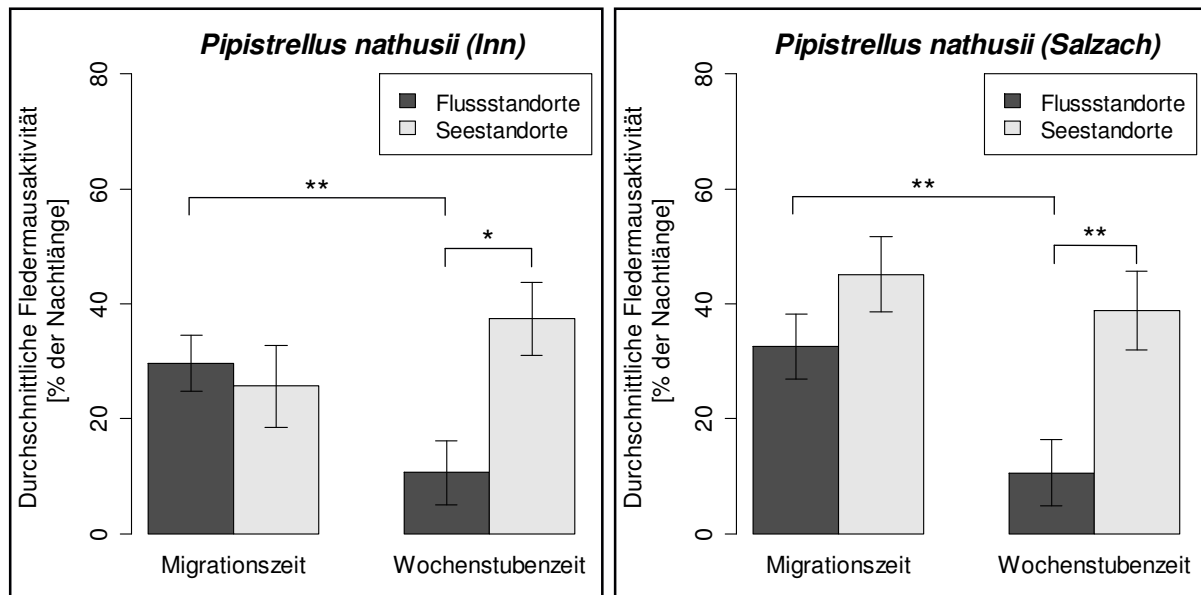 Pipistrellus nathusii (Inn)
Durchschnittliche Fledermausaktivität
[% der Nachtlänge]
80
60
40
20
0
Flussstandorte
Seestandorte
**
*
Migrationszeit
Wochenstubenzeit
Pipistrellus nathusii (Salzach)
Durchschnittliche Fledermausaktivität
[% der Nachtlänge]
80
60
40
20
0
Flussstandorte
Seestandorte
**
**
Migrationszeit
Wochenstubenzeit